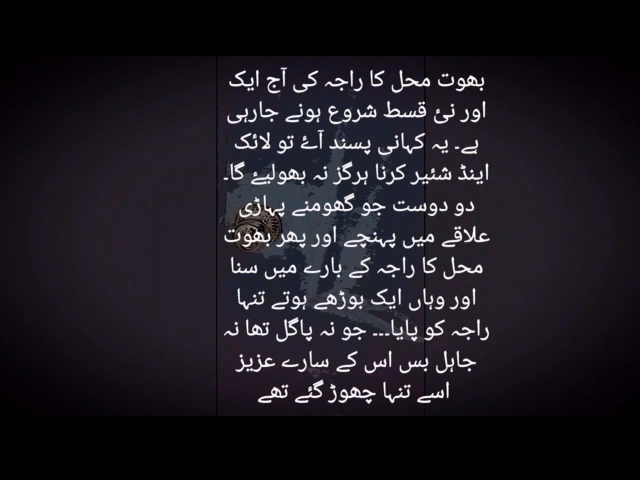 بھوت محل کا راجہ کی آج ایک
اور نئ قسط شروع ہونے جارہی
ہے۔ یہ کہانی پسند آۓ تو لائک
اینڈ شئیر کرنا ہرگز نہ بھولیۓ گا۔
دو دوست جو گھومنے پہاڑی
علاقے میں پہنچے اور پھر بھوت
محل کا راجہ کے بارے میں سنا
اور وہاں ایک بوڑھے ہوتے تنہا
راجہ کو پایا۔۔۔ جو نہ پاگل تھا نہ
جاہل بس اس کے سارے عزیز
اسے تنہا چھوڑ گئے تھے